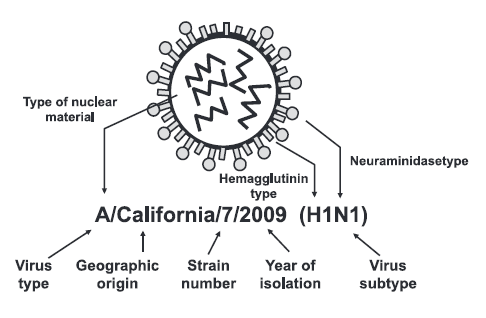 Type of nuclear
material
Neuraminidasetype
Hemagglutinin
type
A/California/7/2009 (H1N1)
Virus
type
Geographic
origin
Strain
number
Year of
isolation
Virus
subtype